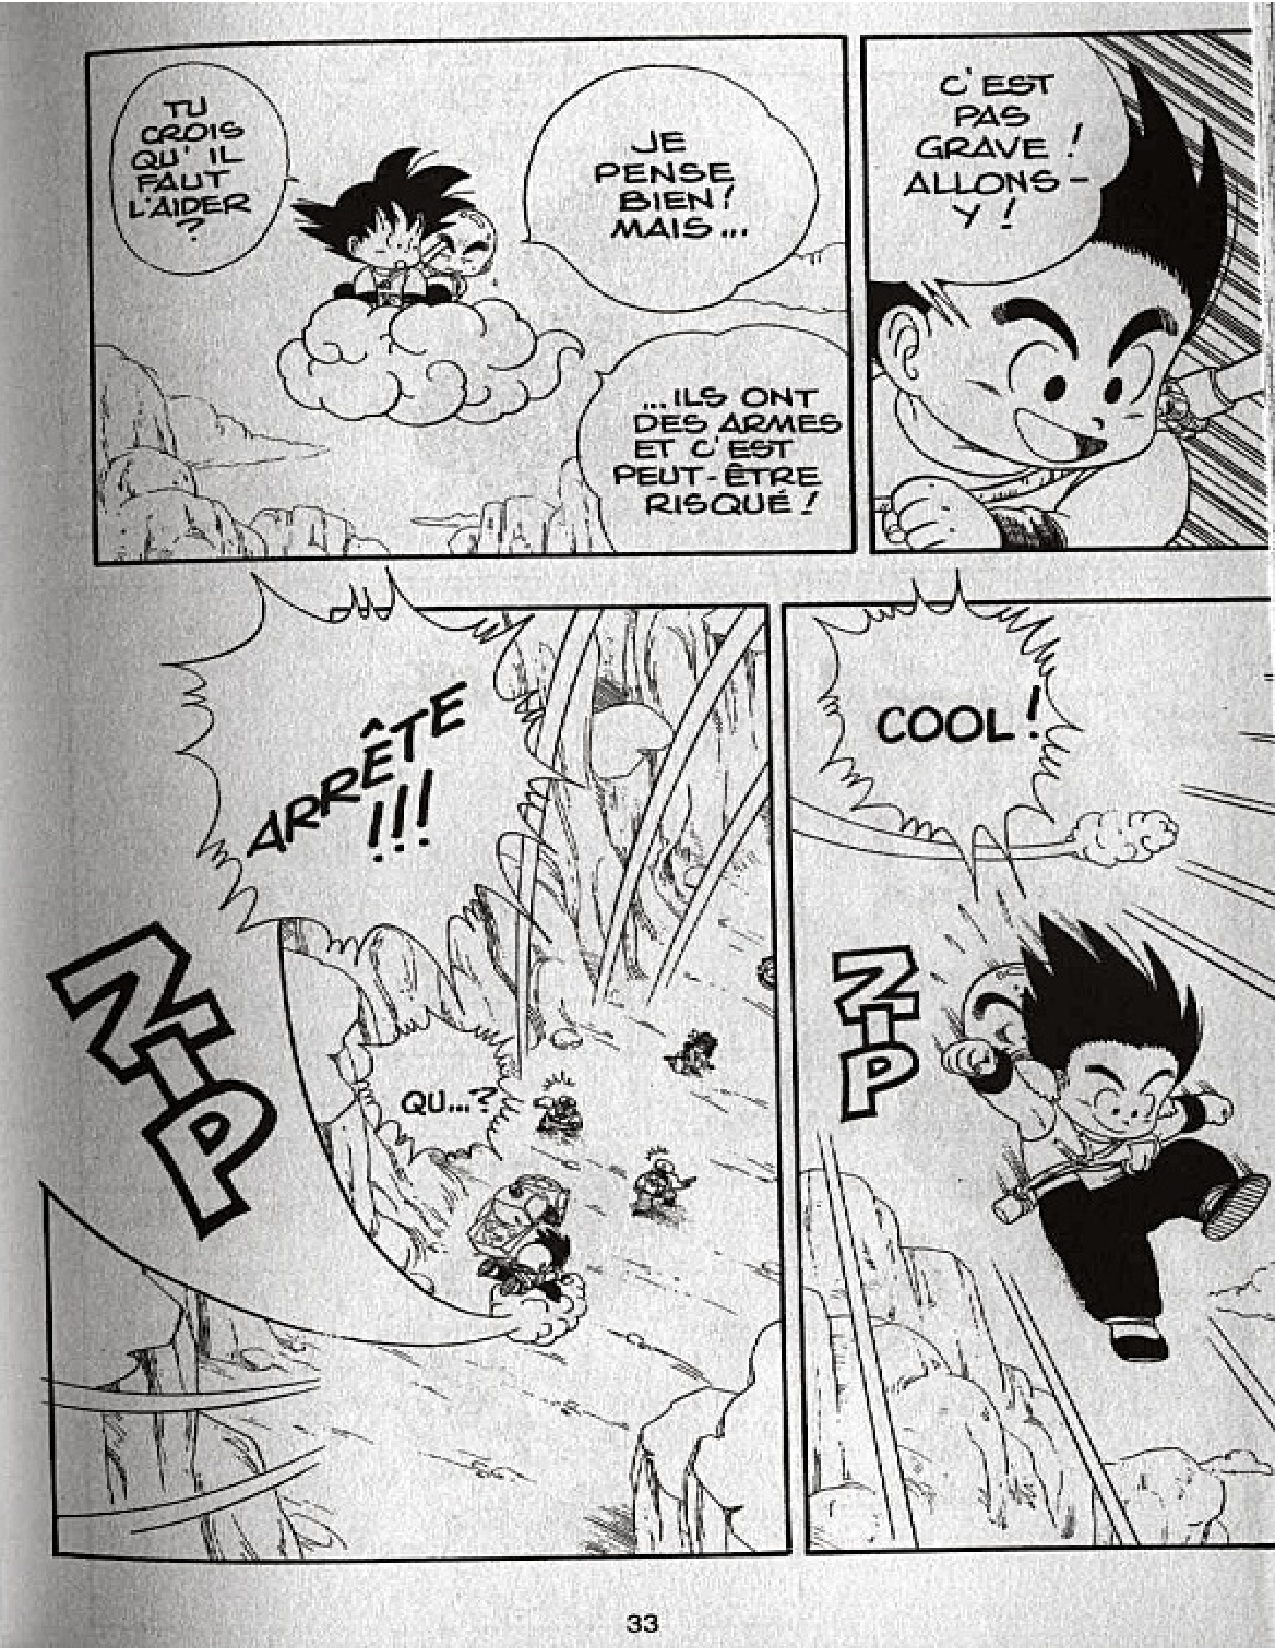 TU
CROIS
QU' IL
FAUT
L'AIDER
?
JE
PENSE
BIEN !
MAIS ...
... ILS ONT
DES ARMES
ET C'EST
PEUT-ÊTRE
RISQUÉ !
C'EST
PAS
GRAVE !
ALLONS-
Y !
ARRÊTE
!!!
ZIP
QU...?
COOL !
ZIP
33